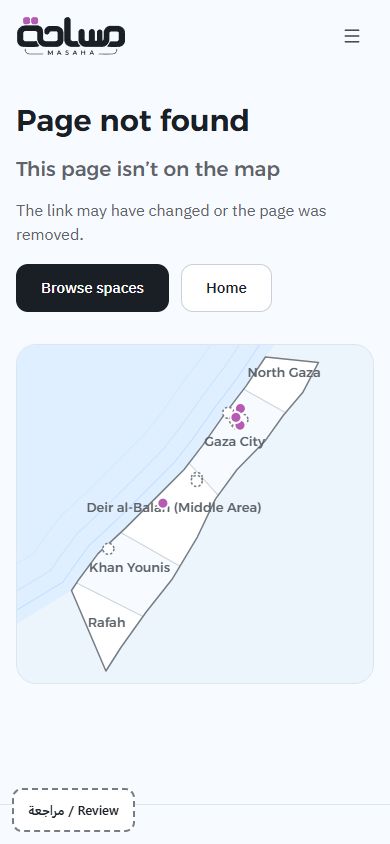 مساحة
MASAHA
Page not found
This page isn’t on the map
The link may have changed or the page was
removed.
Browse spaces
Home
North Gaza
Gaza City
Deir al-Balah (Middle Area)
Khan Younis
Rafah
مراجعة / Review